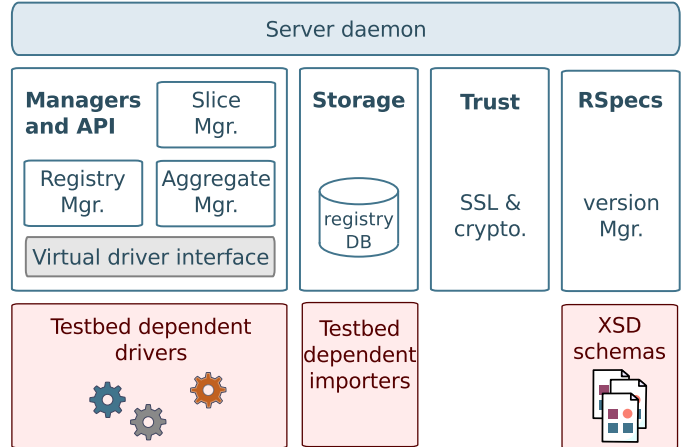 Server daemon
Managers
and API
Slice
Mgr.
Registry
Mgr.
Aggregate
Mgr.
Virtual driver interface
Storage
registry
DB
Trust
SSL &
crypto.
RSpecs
version
Mgr.
Testbed dependent
drivers
Testbed
dependent
importers
XSD
schemas